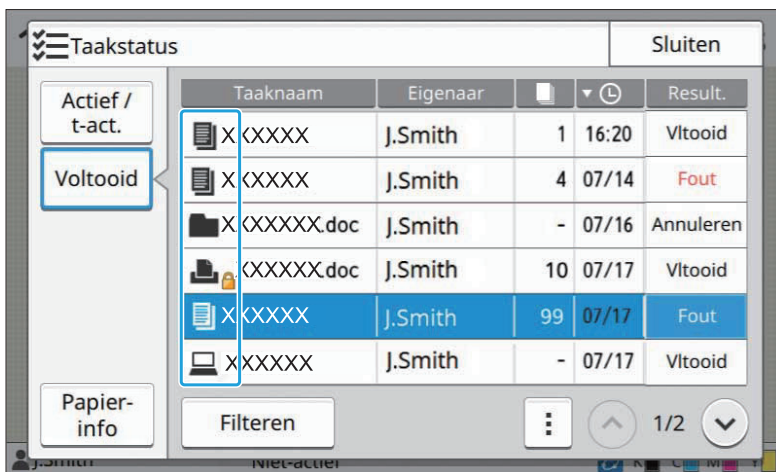 Taakstatus
Sluiten
Actief /
t-act.
Voltooid
Papier-
info
Taaknaam Eigenaar Result.
XXXXXX J.Smith 1 16:20 Vltooid
XXXXXX J.Smith 4 07/14 Fout
XXXXXXX.doc J.Smith - 07/16 Annuleren
XXXXXX.doc J.Smith 10 07/17 Vltooid
XXXXXX J.Smith 99 07/17 Fout
XXXXXX J.Smith - 07/17 Vltooid
Filteren
1/2
J.Smith Niet-actief K C M Y